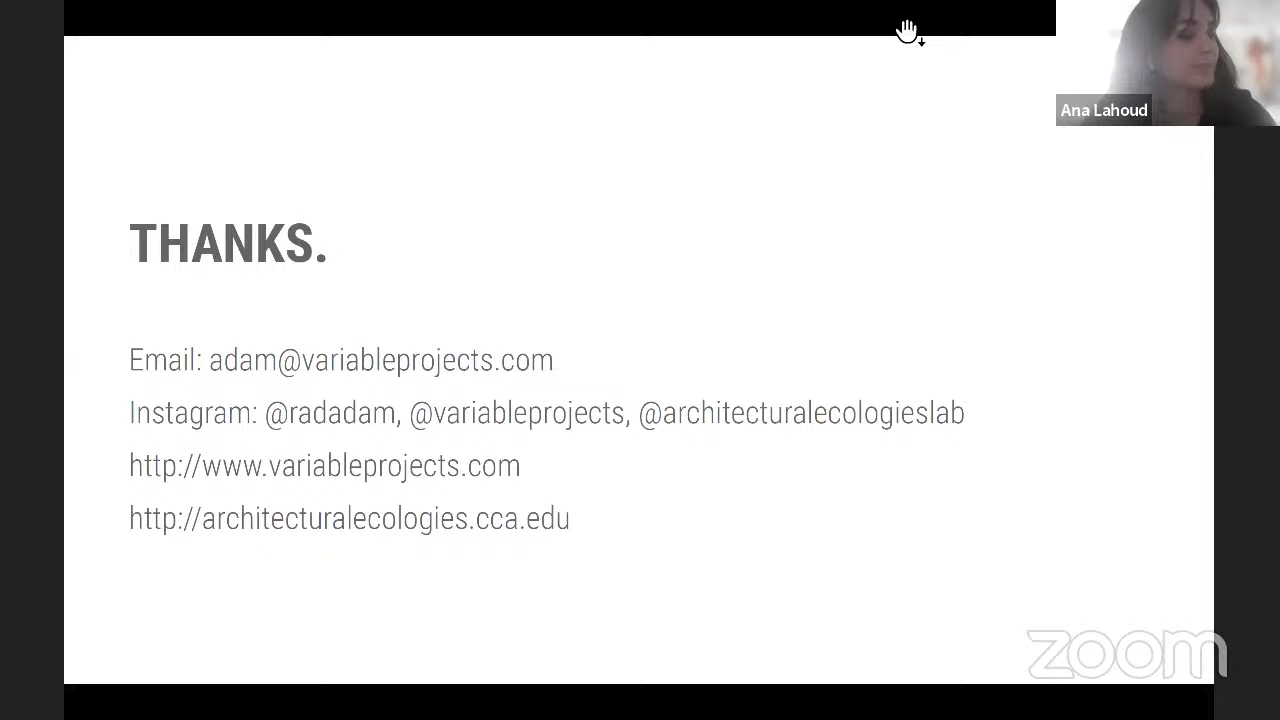 Ana Lahoud
THANKS.
Email: adam@variableprojects.com
Instagram: @radadam, @variableprojects, @architecturalecologieslab
http://www.variableprojects.com
http://architecturalecologies.cca.edu
zoom